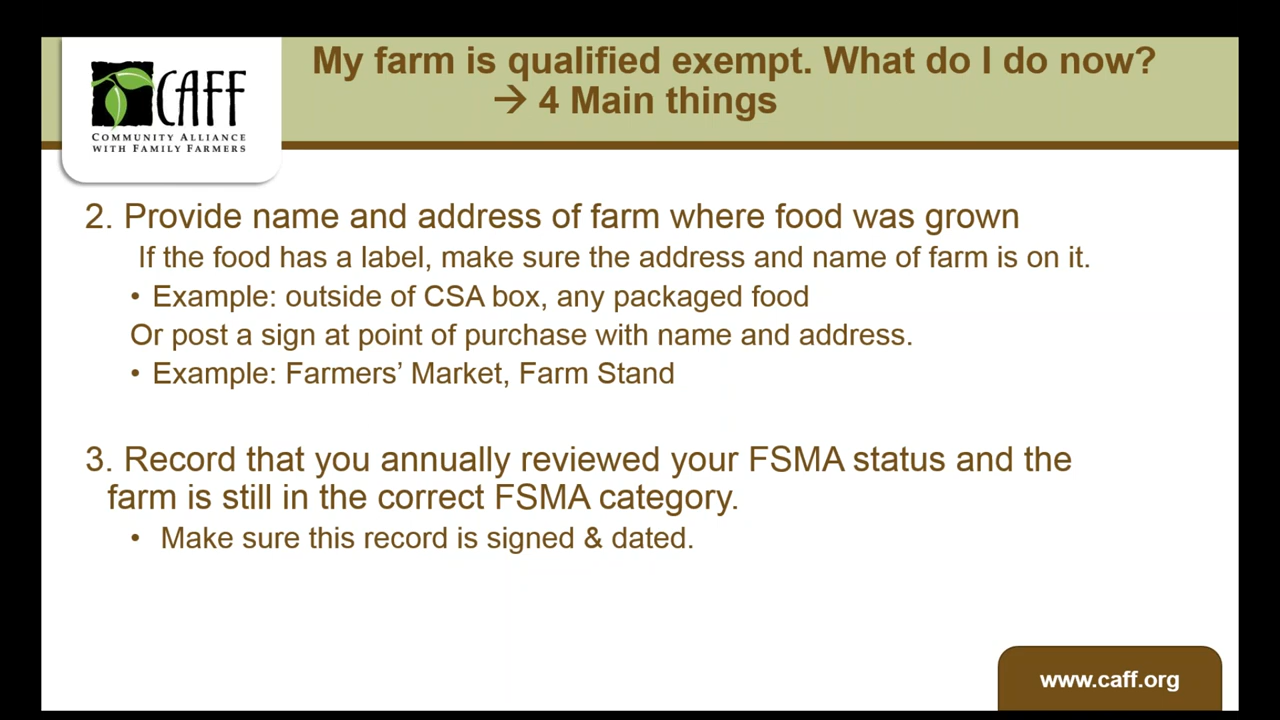 CAFF
COMMUNITY ALLIANCE
WITH FAMILY FARMERS
My farm is qualified exempt. What do I do now?
→ 4 Main things
2. Provide name and address of farm where food was grown
If the food has a label, make sure the address and name of farm is on it.
• Example: outside of CSA box, any packaged food
Or post a sign at point of purchase with name and address.
• Example: Farmers’ Market, Farm Stand
3. Record that you annually reviewed your FSMA status and the
farm is still in the correct FSMA category.
• Make sure this record is signed & dated.
www.caff.org